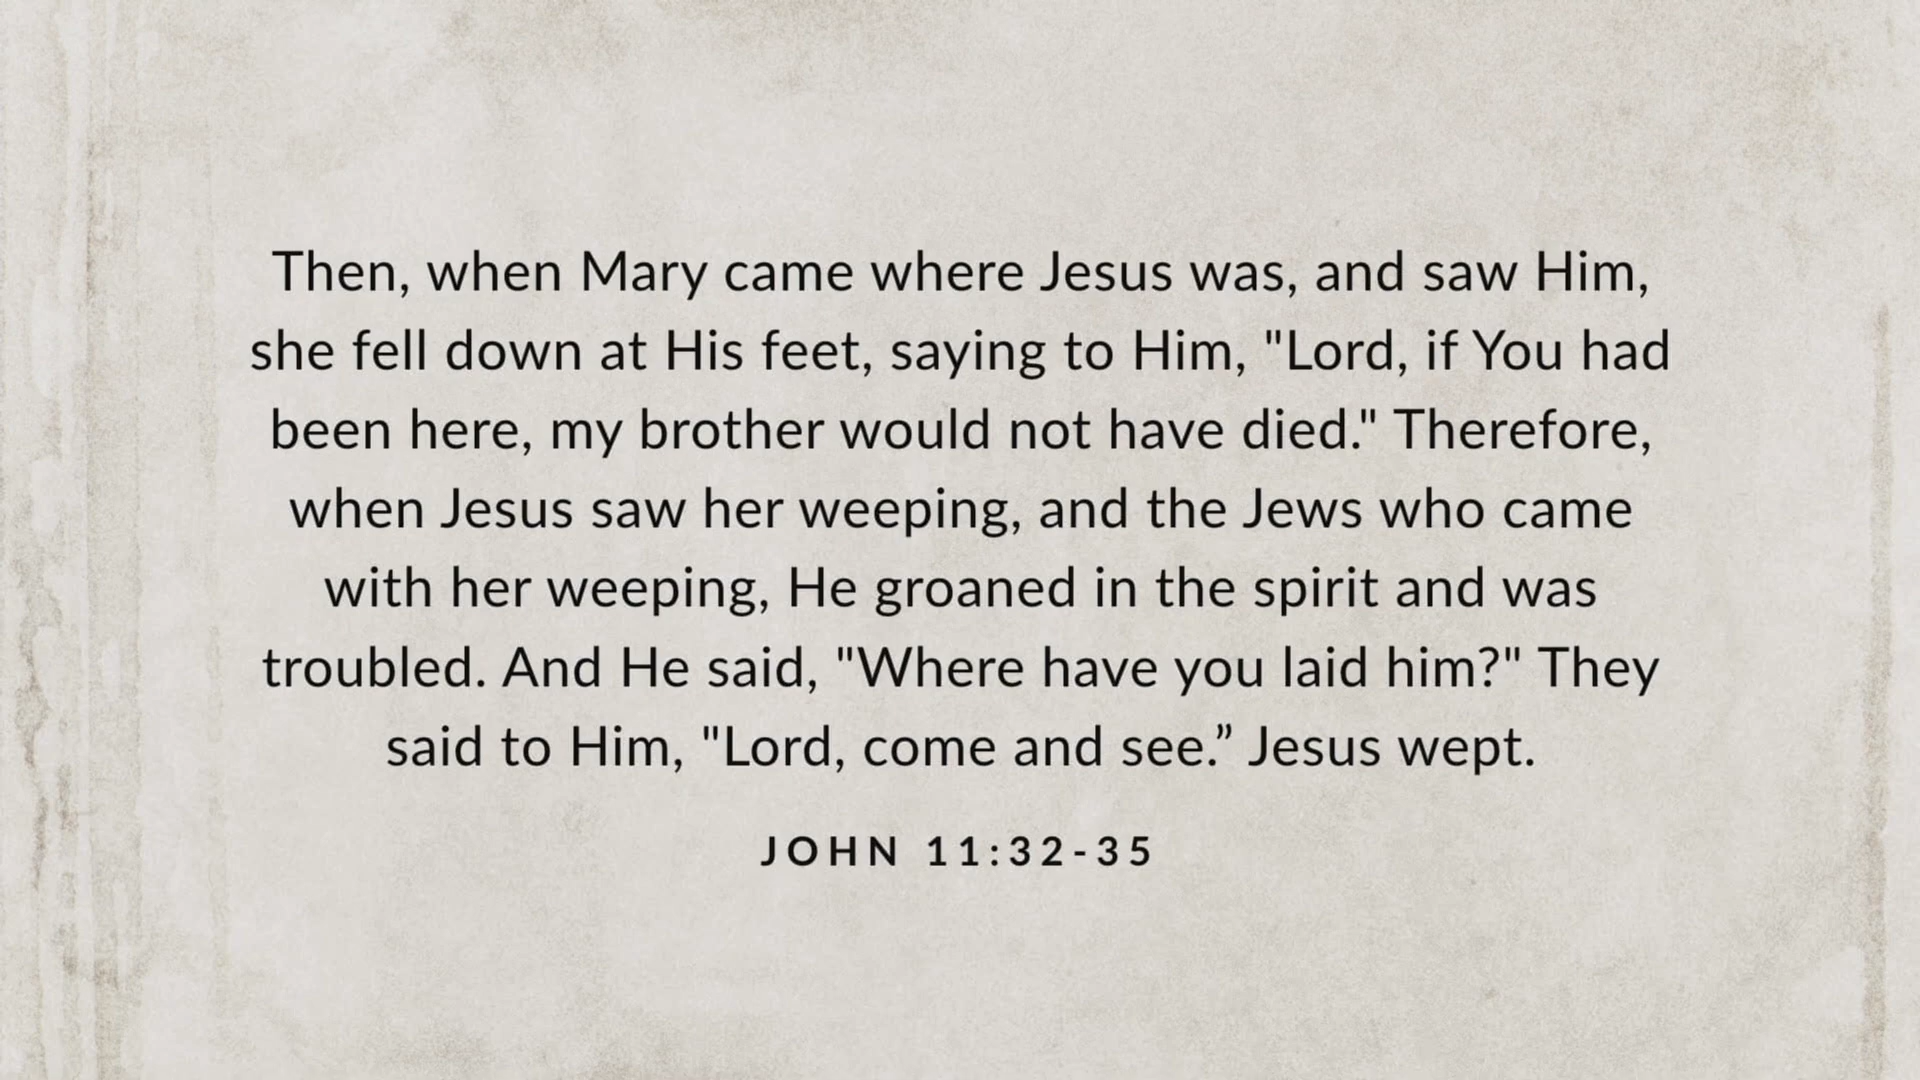 Then, when Mary came where Jesus was, and saw Him,
she fell down at His feet, saying to Him, "Lord, if You had
been here, my brother would not have died." Therefore,
when Jesus saw her weeping, and the Jews who came
with her weeping, He groaned in the spirit and was
troubled. And He said, "Where have you laid him?" They
said to Him, "Lord, come and see.” Jesus wept.
JOHN 11:32-35